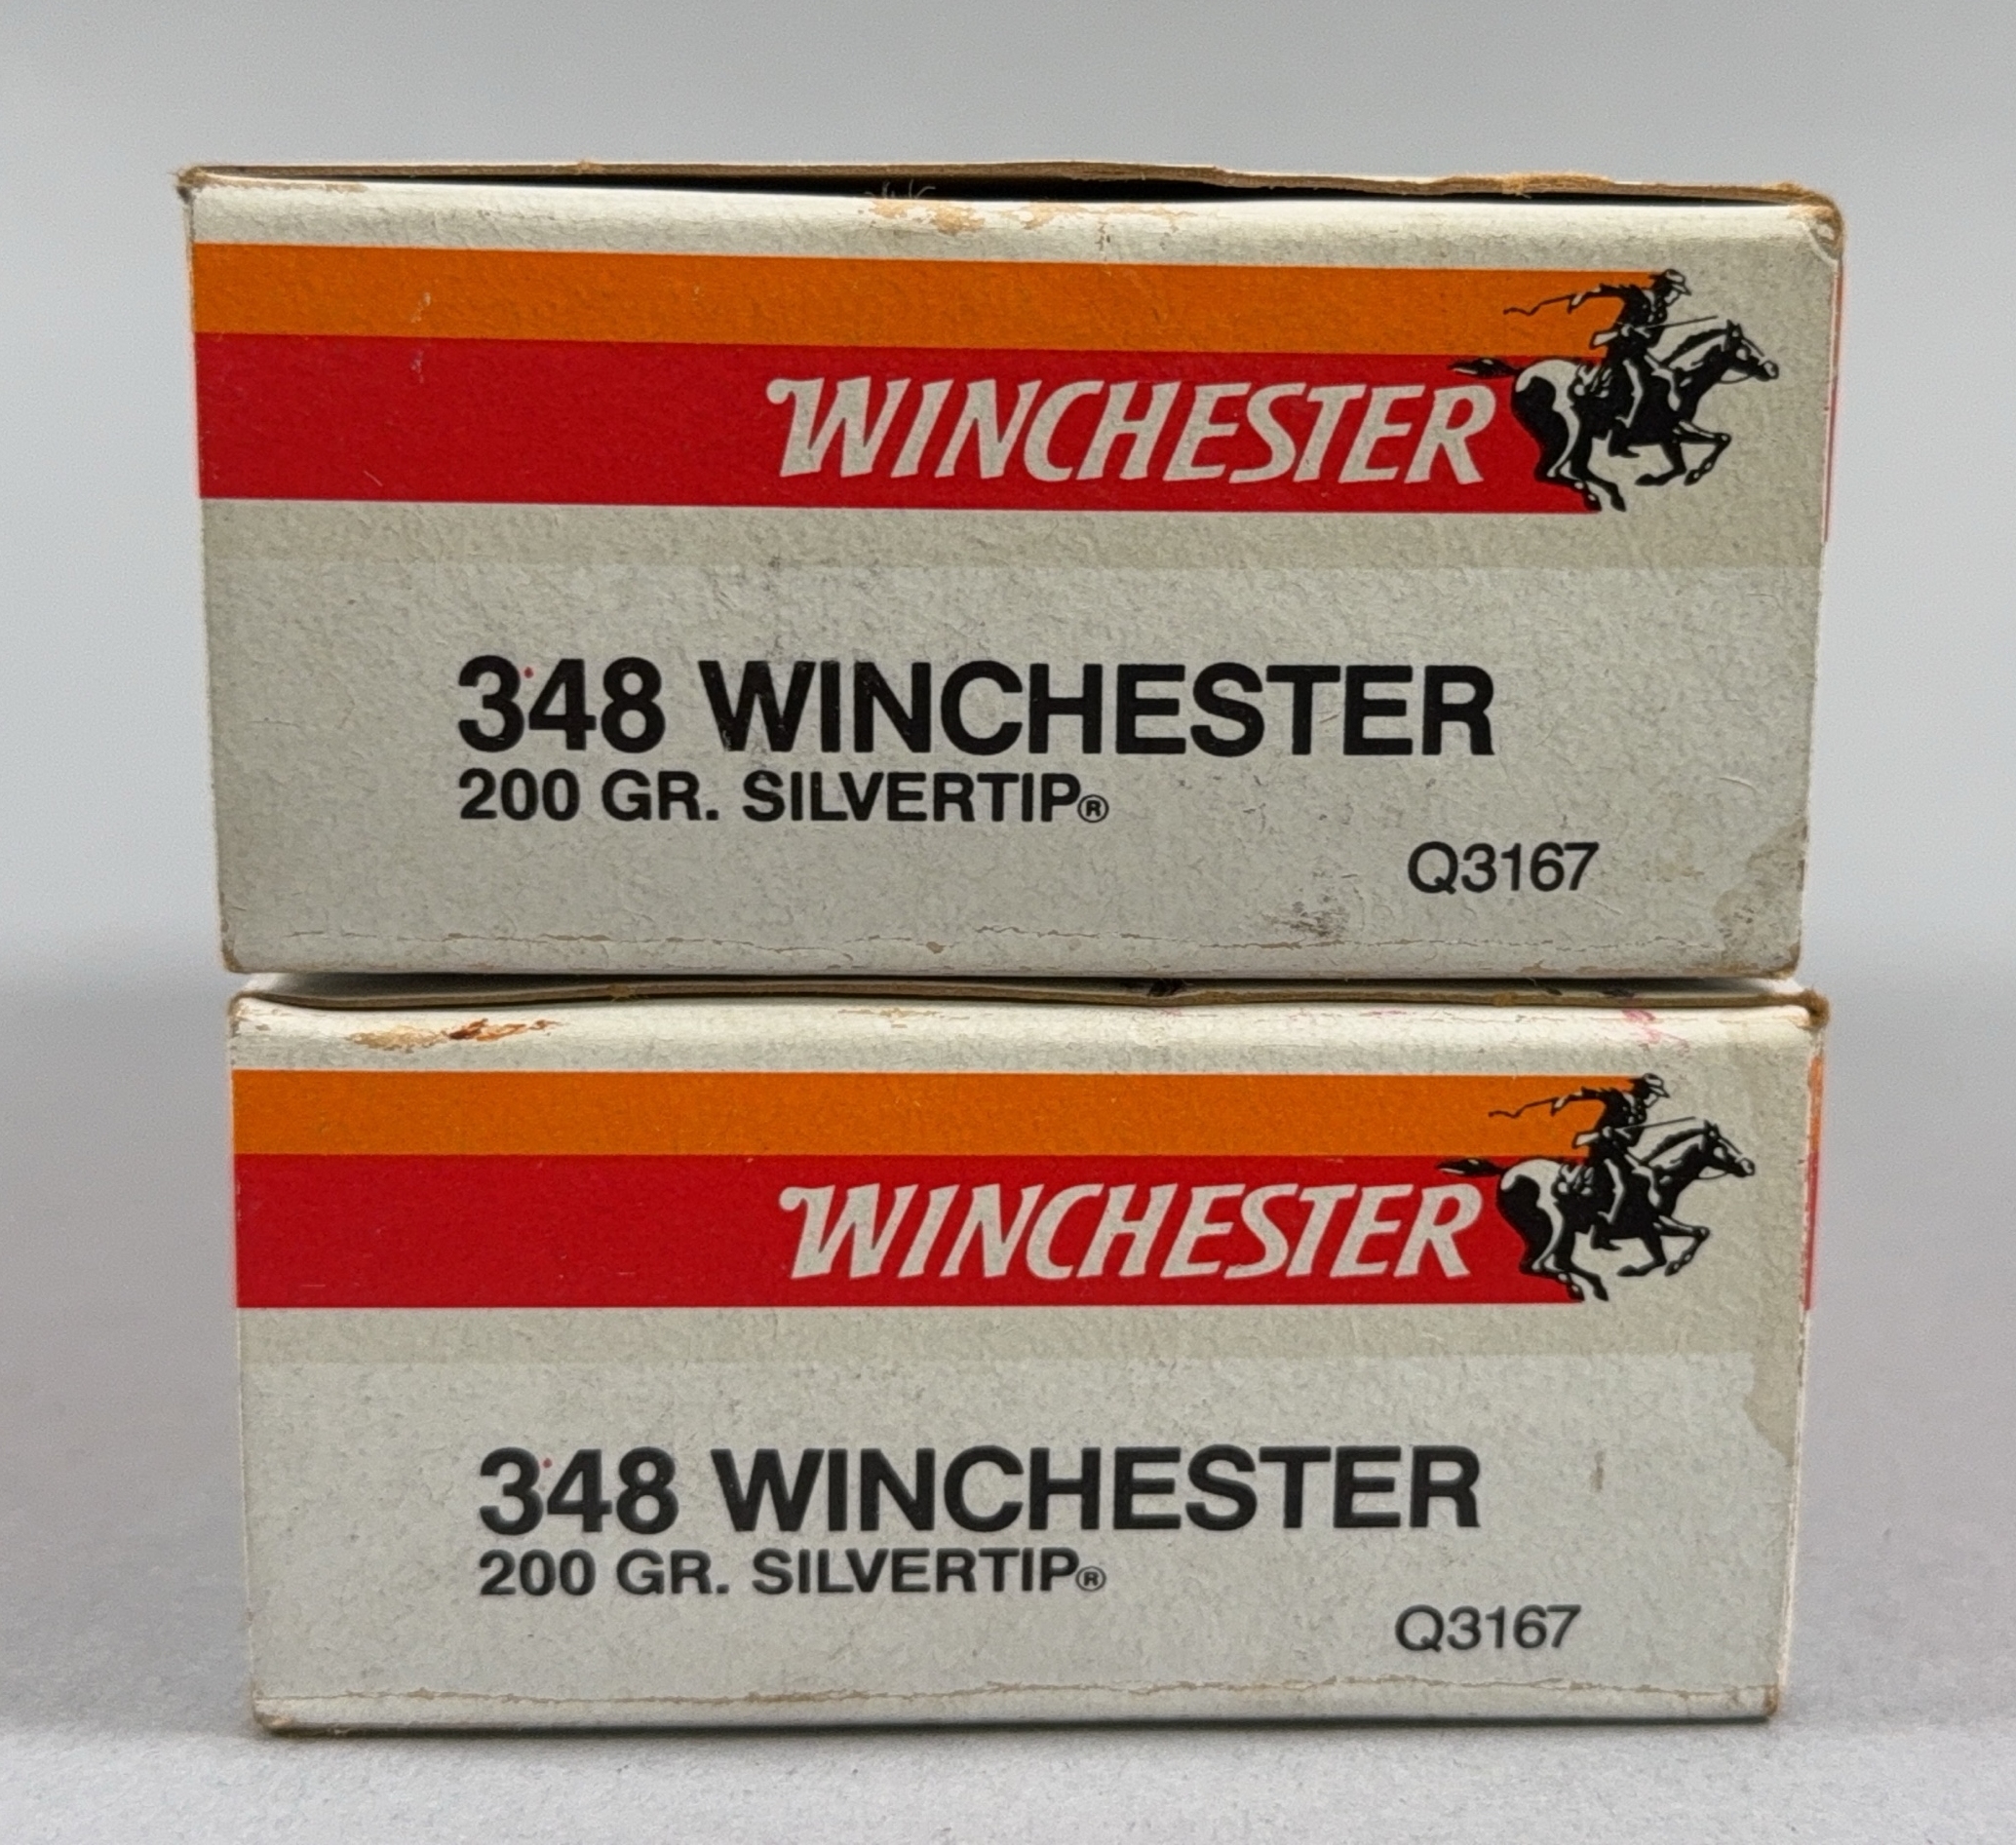 WINCHESTER
348 WINCHESTER
200 GR. SILVERTIP®
Q3167
WINCHESTER
348 WINCHESTER
200 GR. SILVERTIP®
Q3167